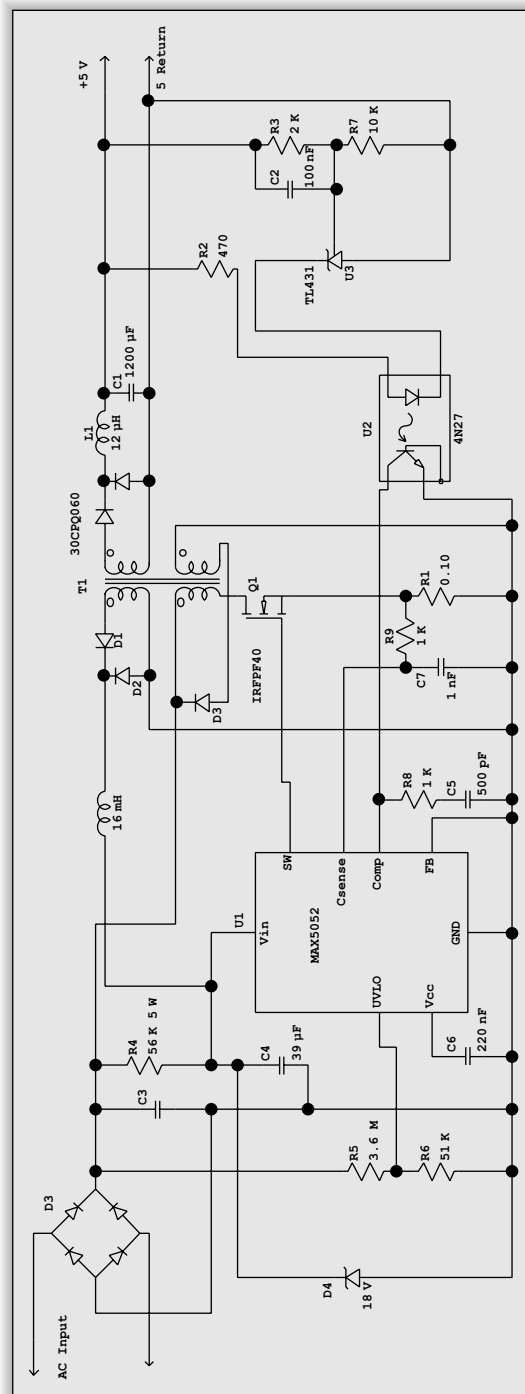 AC Input
D3
D4
18 V
R5
3.6 M
R6
51 K
C3
R4
56 K 5 W
C4
39 µF
C6
220 nF
16 mH
U1
Vin
MAX5052
UVLO
Vcc
GND
SW
Csense
Comp
FB
R8
1 K
C5
500 pF
D1
D2
D3
T1
30CPQ060
IRFPF40
Q1
R9
1 K
C7
1 nF
R1
0.10
L1
12 µH
C1
1200 µF
U2
4N27
R2
470
TL431
U3
C2
100 nF
R3
2 K
R7
10 K
+5 V
5 Return